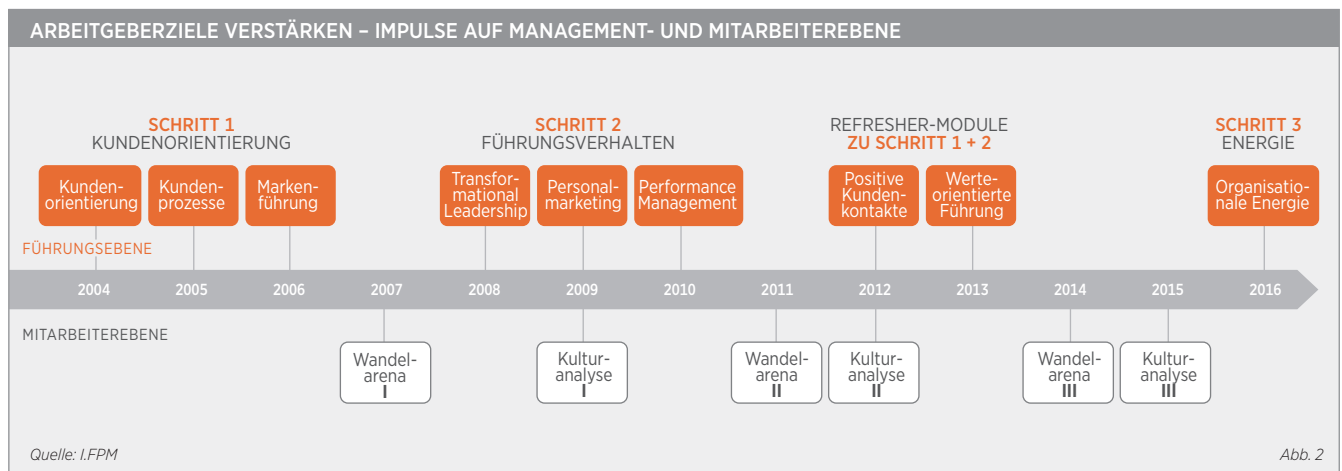 ARBEITGEBERZIELE VERSTÄRKEN – IMPULSE AUF MANAGEMENT- UND MITARBEITEREBENE
SCHRITT 1
KUNDENORIENTIERUNG
SCHRITT 2
FÜHRUNGSVERHALTEN
REFRESHER-MODULE
ZU SCHRITT 1 + 2
SCHRITT 3
ENERGIE
Kunden-
orientierung
Kunden-
prozesse
Marken-
führung
Transfor-
mational
Leadership
Personal-
marketing
Performance
Management
Positive
Kunden-
kontakte
Werte-
orientierte
Führung
Organisatio-
nale Energie
FÜHRUNGSEBENE
2004 2005 2006 2007 2008 2009 2010 2011 2012 2013 2014 2015 2016
MITARBEITEREBENE
Wandel-
arena
I
Kultur-
analyse
I
Wandel-
arena
II
Kultur-
analyse
II
Wandel-
arena
III
Kultur-
analyse
III
Quelle: I.FPM
Abb. 2